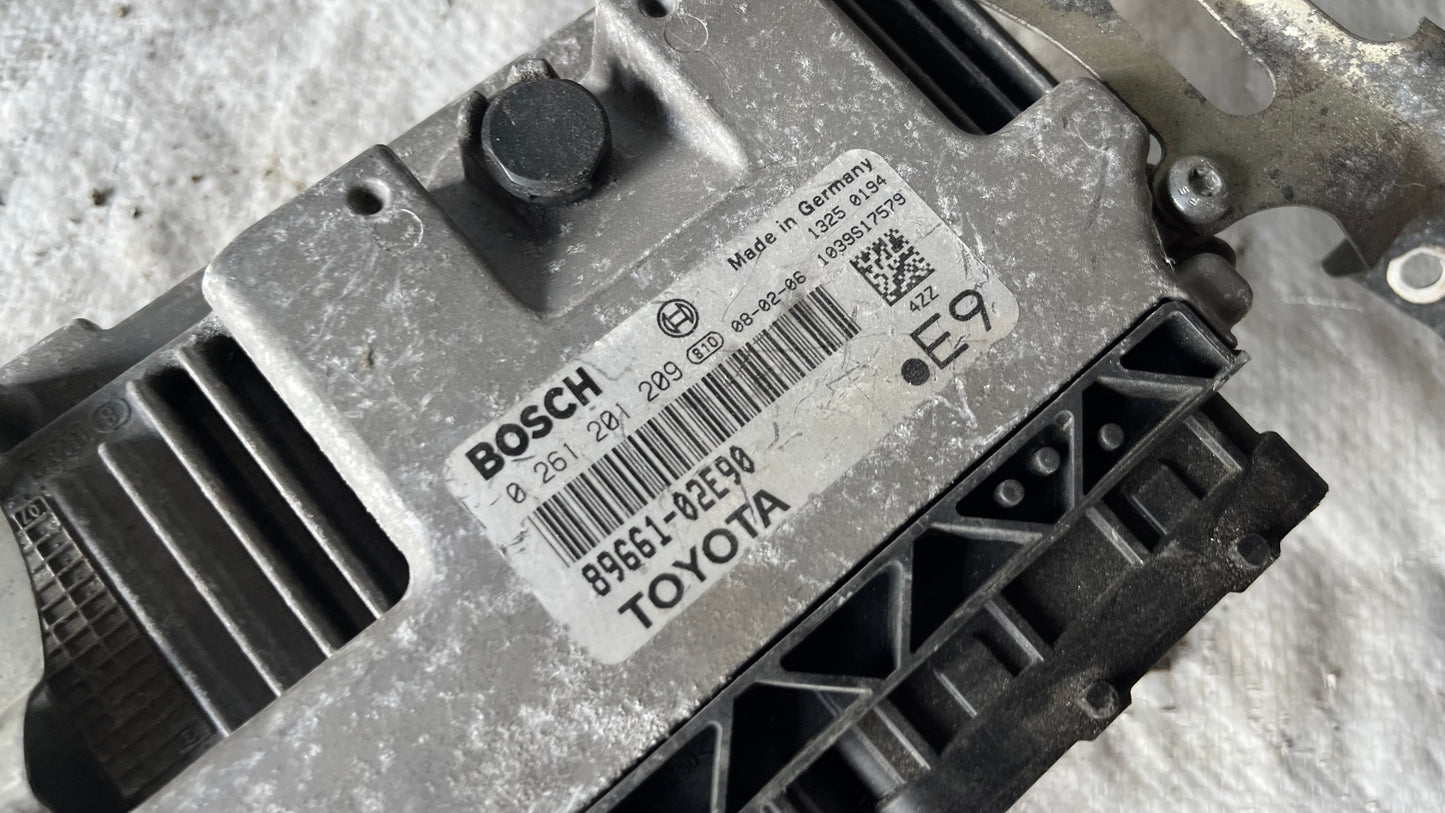 Made in Germany
1325 0194
08-02-06 1039S17579
BOSCH
0 261 201 209 S10
4ZZ
•E9
89661-02E90
TOYOTA